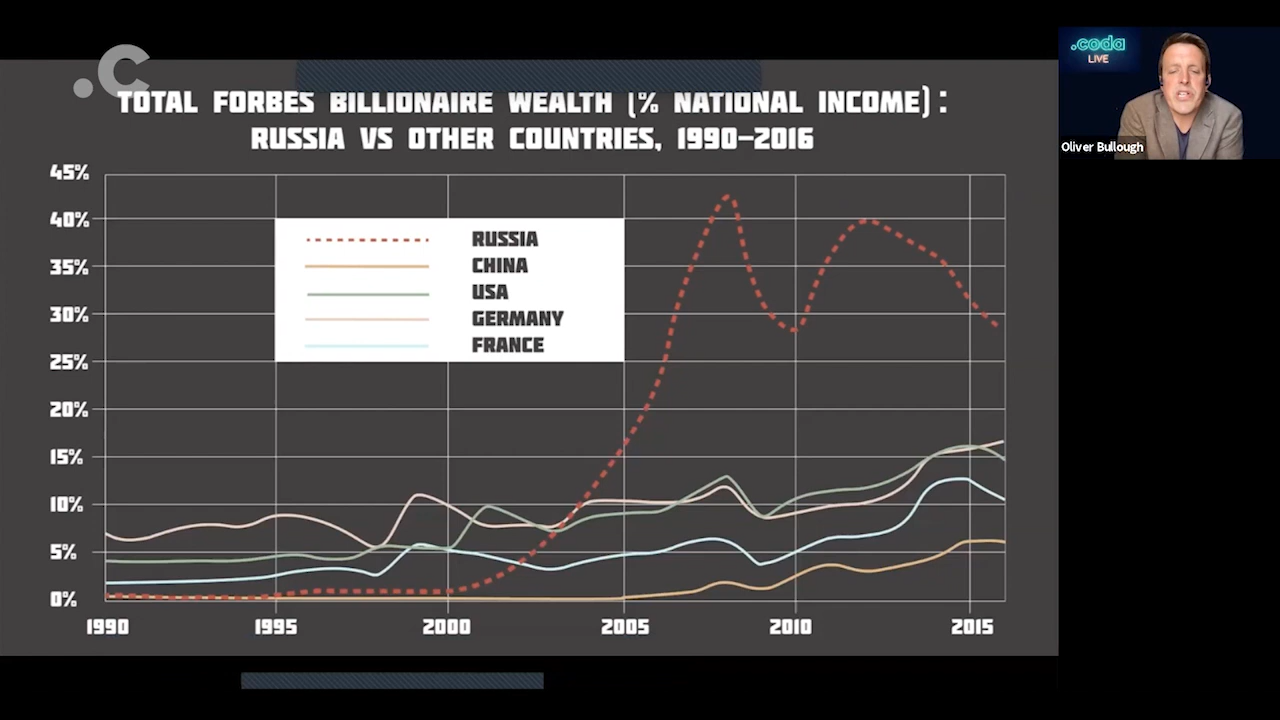 .C
TOTAL FORBES BILLIONAIRE WEALTH (% NATIONAL INCOME):
RUSSIA VS OTHER COUNTRIES, 1990–2016
45%
40%
35%
30%
25%
20%
15%
10%
5%
0%
RUSSIA
CHINA
USA
GERMANY
FRANCE
1990 1995 2000 2005 2010 2015
.coda
LIVE
Oliver Bullough